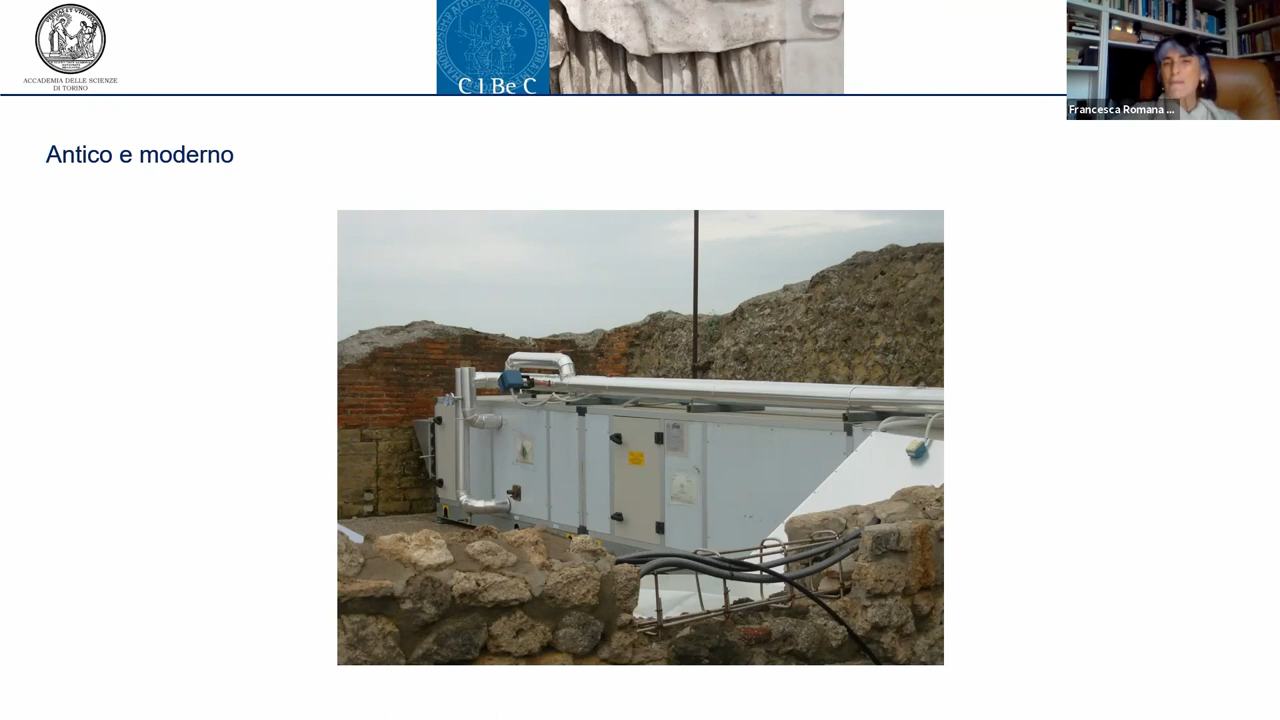 ACCADEMIA DELLE SCIENZE
DI TORINO
C I Be C
Francesca Romana ...
Antico e moderno